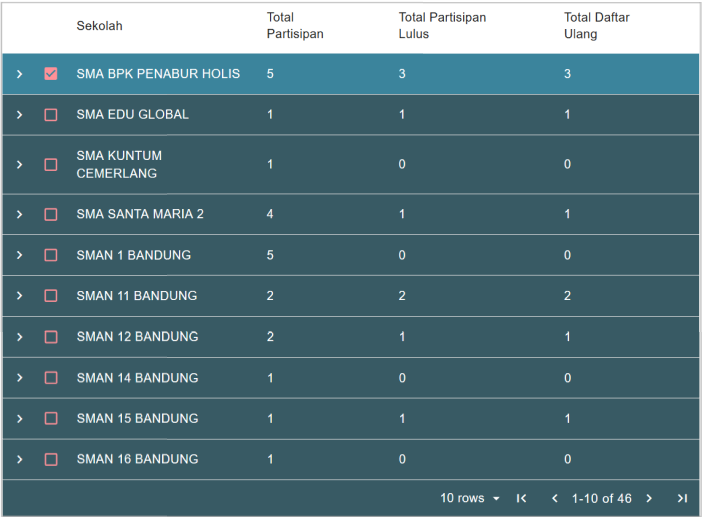 Sekolah Total Partisipan Total Partisipan Lulus Total Daftar Ulang
SMA BPK PENABUR HOLIS 5 3 3
SMA EDU GLOBAL 1 1 1
SMA KUNTUM CEMERLANG 1 0 0
SMA SANTA MARIA 2 4 1 1
SMAN 1 BANDUNG 5 0 0
SMAN 11 BANDUNG 2 2 2
SMAN 12 BANDUNG 2 1 1
SMAN 14 BANDUNG 1 0 0
SMAN 15 BANDUNG 1 1 1
SMAN 16 BANDUNG 1 0 0
10 rows 1-10 of 46